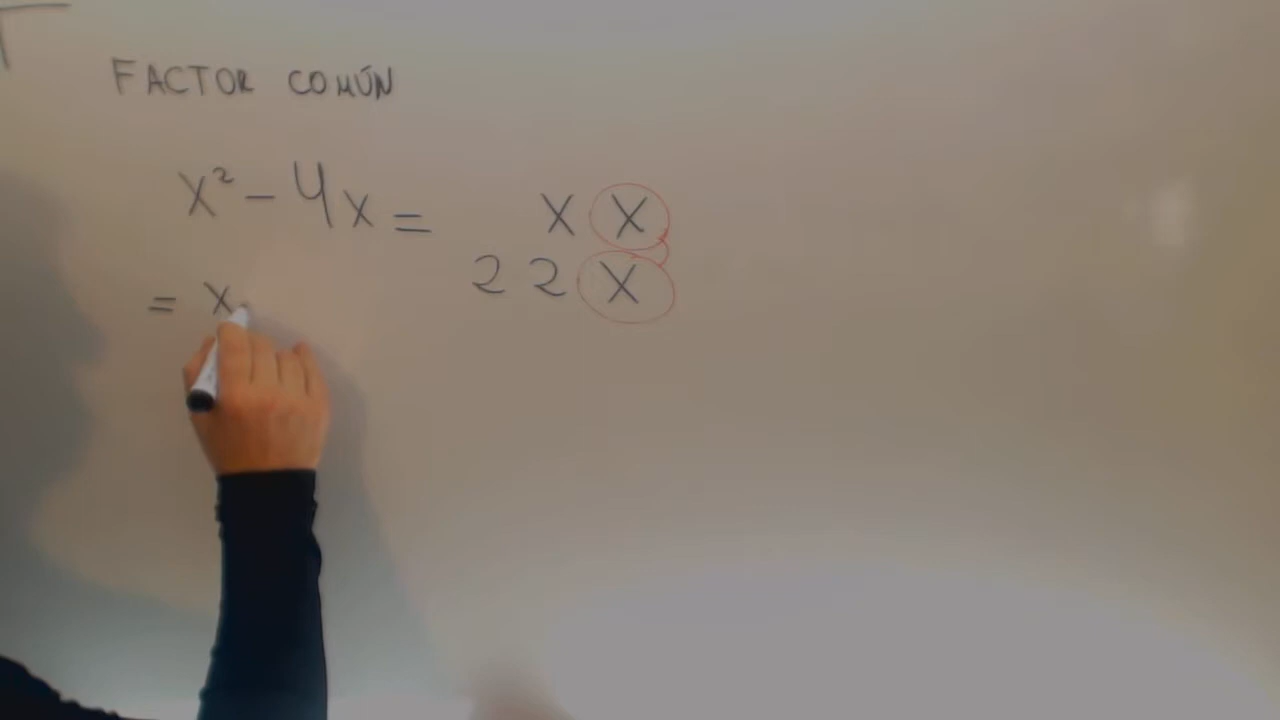 FACTOR COMÚN
x² - 4x = x x
2 2 x
= x